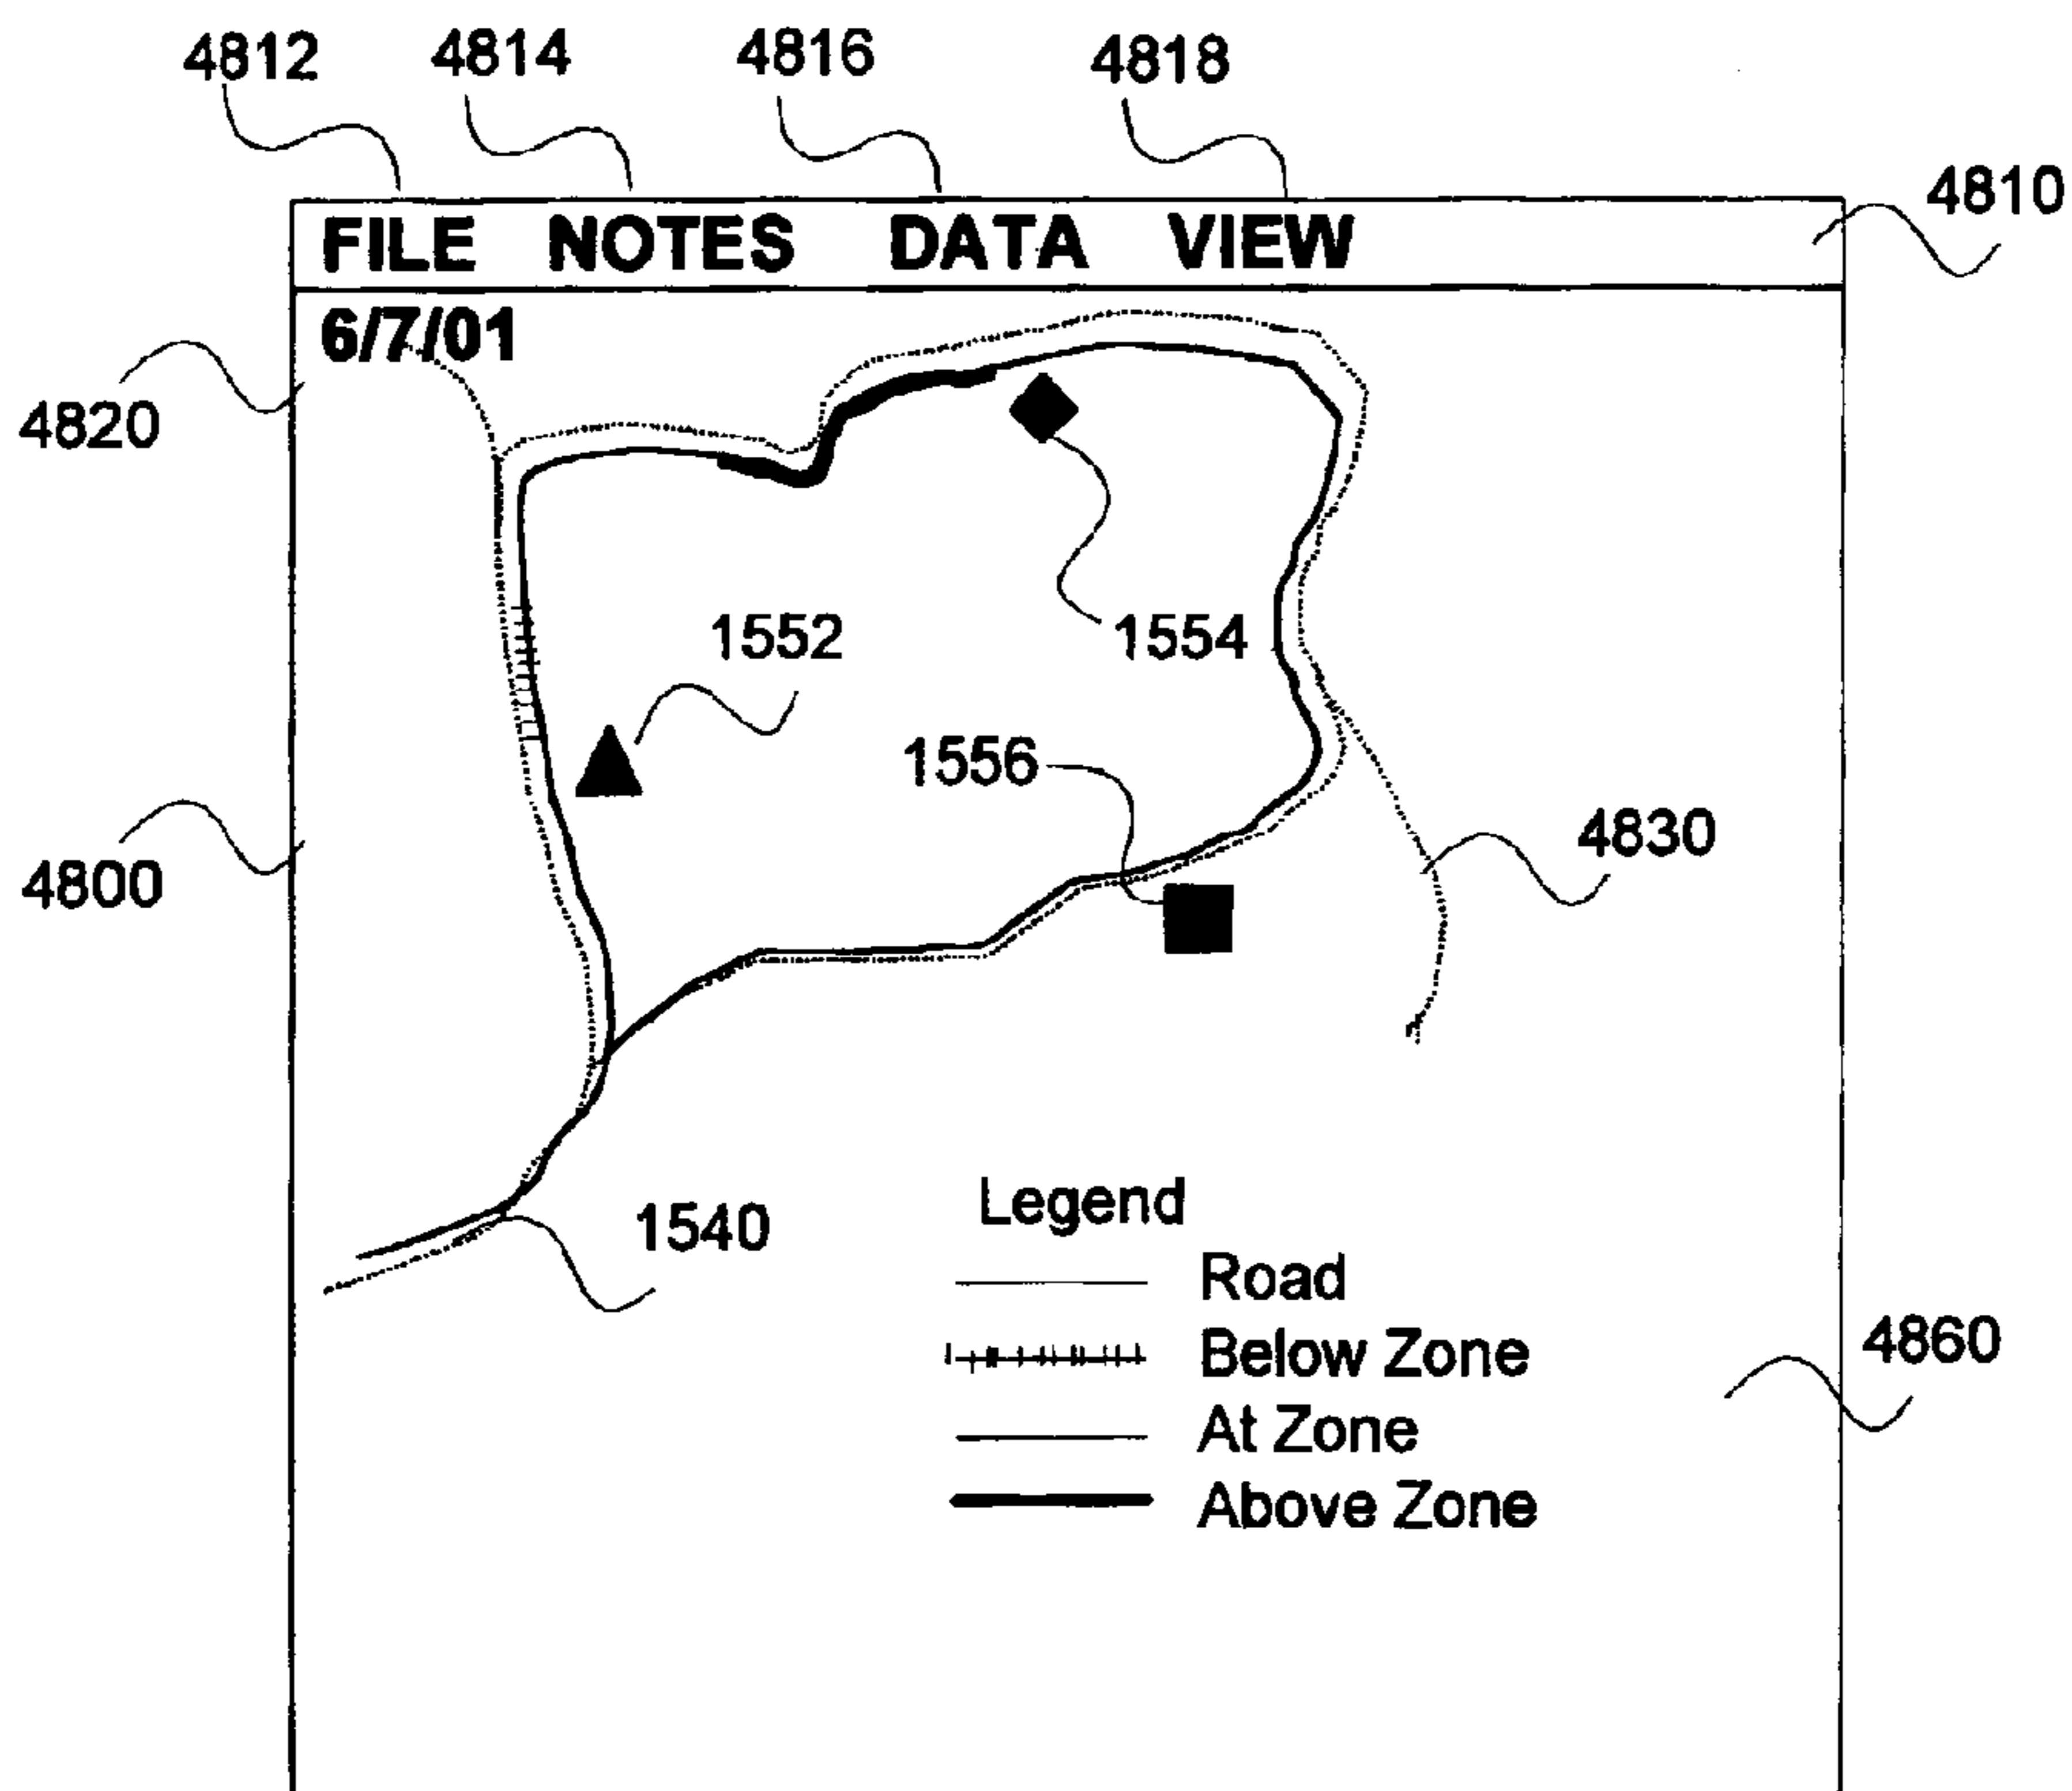 4812 4814 4816 4818
4810
FILE NOTES DATA VIEW
6/7/01
4820
1552
1554
1556
4830
4800
1540
Legend
Road
Below Zone
4860
At Zone
Above Zone